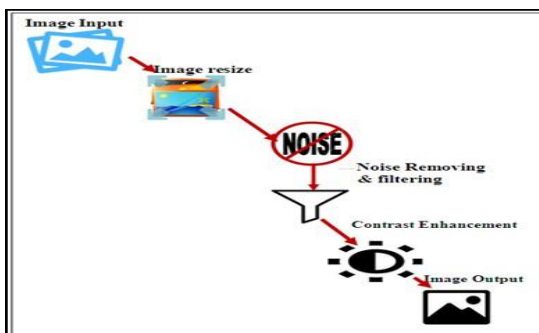 Image Input
Image resize
NOISE
Noise Removing
& filtering
Contrast Enhancement
Image Output